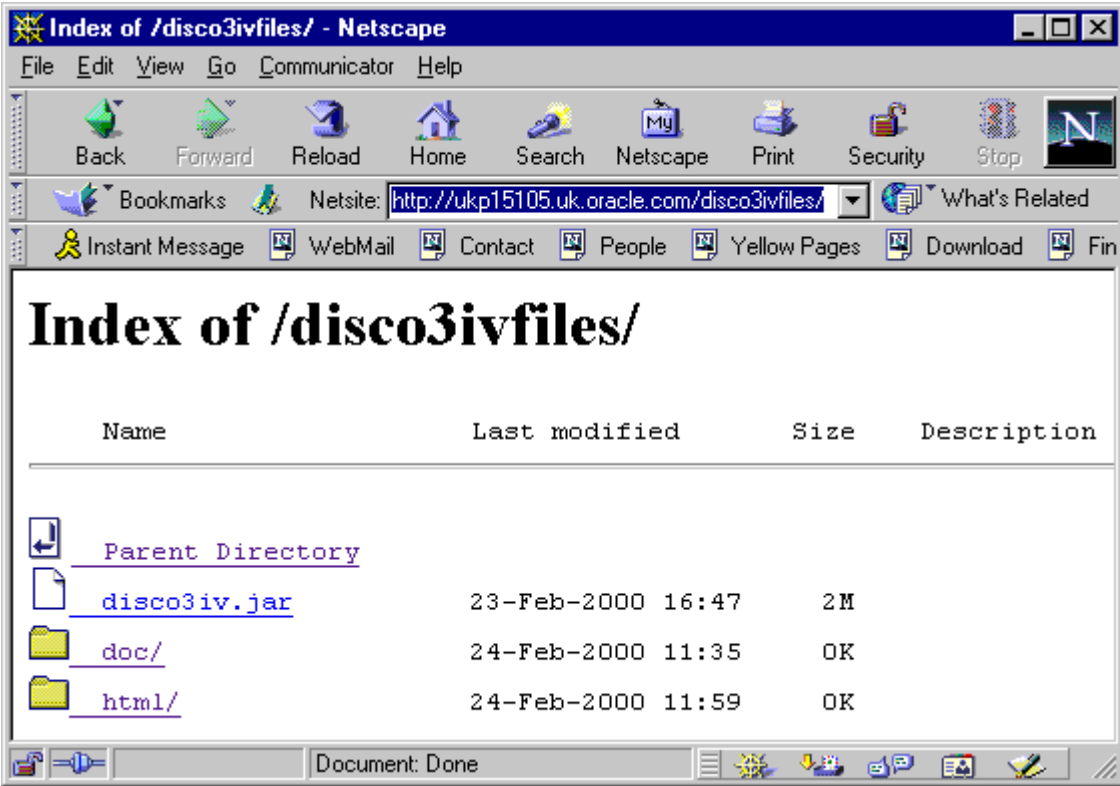 Index of /disco3ivfiles/ - Netscape
File Edit View Go Communicator Help
Back Forward Reload Home Search My Netscape Print Security Stop N
Bookmarks Netsite: http://ukp15105.uk.oracle.com/disco3ivfiles/ What's Related
Instant Message WebMail Contact People Yellow Pages Download Fin
Index of /disco3ivfiles/
Name Last modified Size Description
Parent Directory
disco3iv.jar 23-Feb-2000 16:47 2M
doc/ 24-Feb-2000 11:35 0K
html/ 24-Feb-2000 11:59 0K
Document: Done